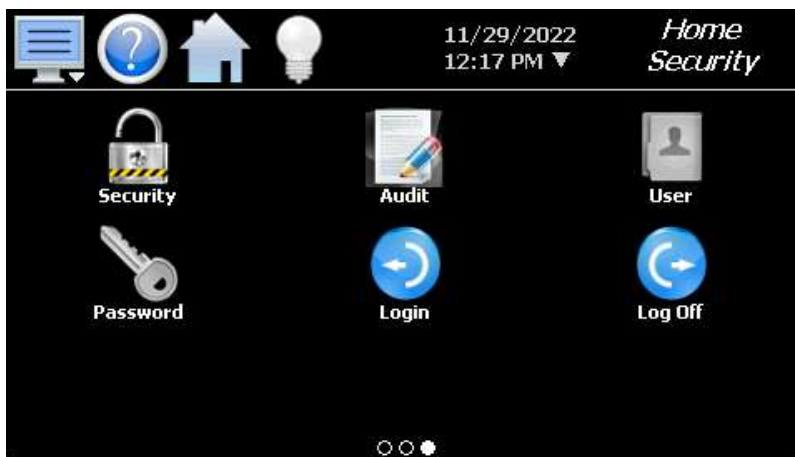 11/29/2022
12:17 PM ▼
Home
Security
?
Security
Audit
User
Password
Login
Log Off